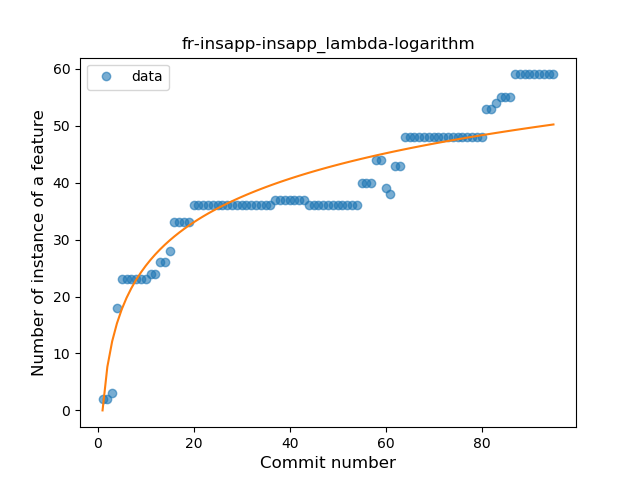 fr-insapp-insapp_lambda-logarithm
data
Number of instance of a feature
60
50
40
30
20
10
0
0 20 40 60 80
Commit number